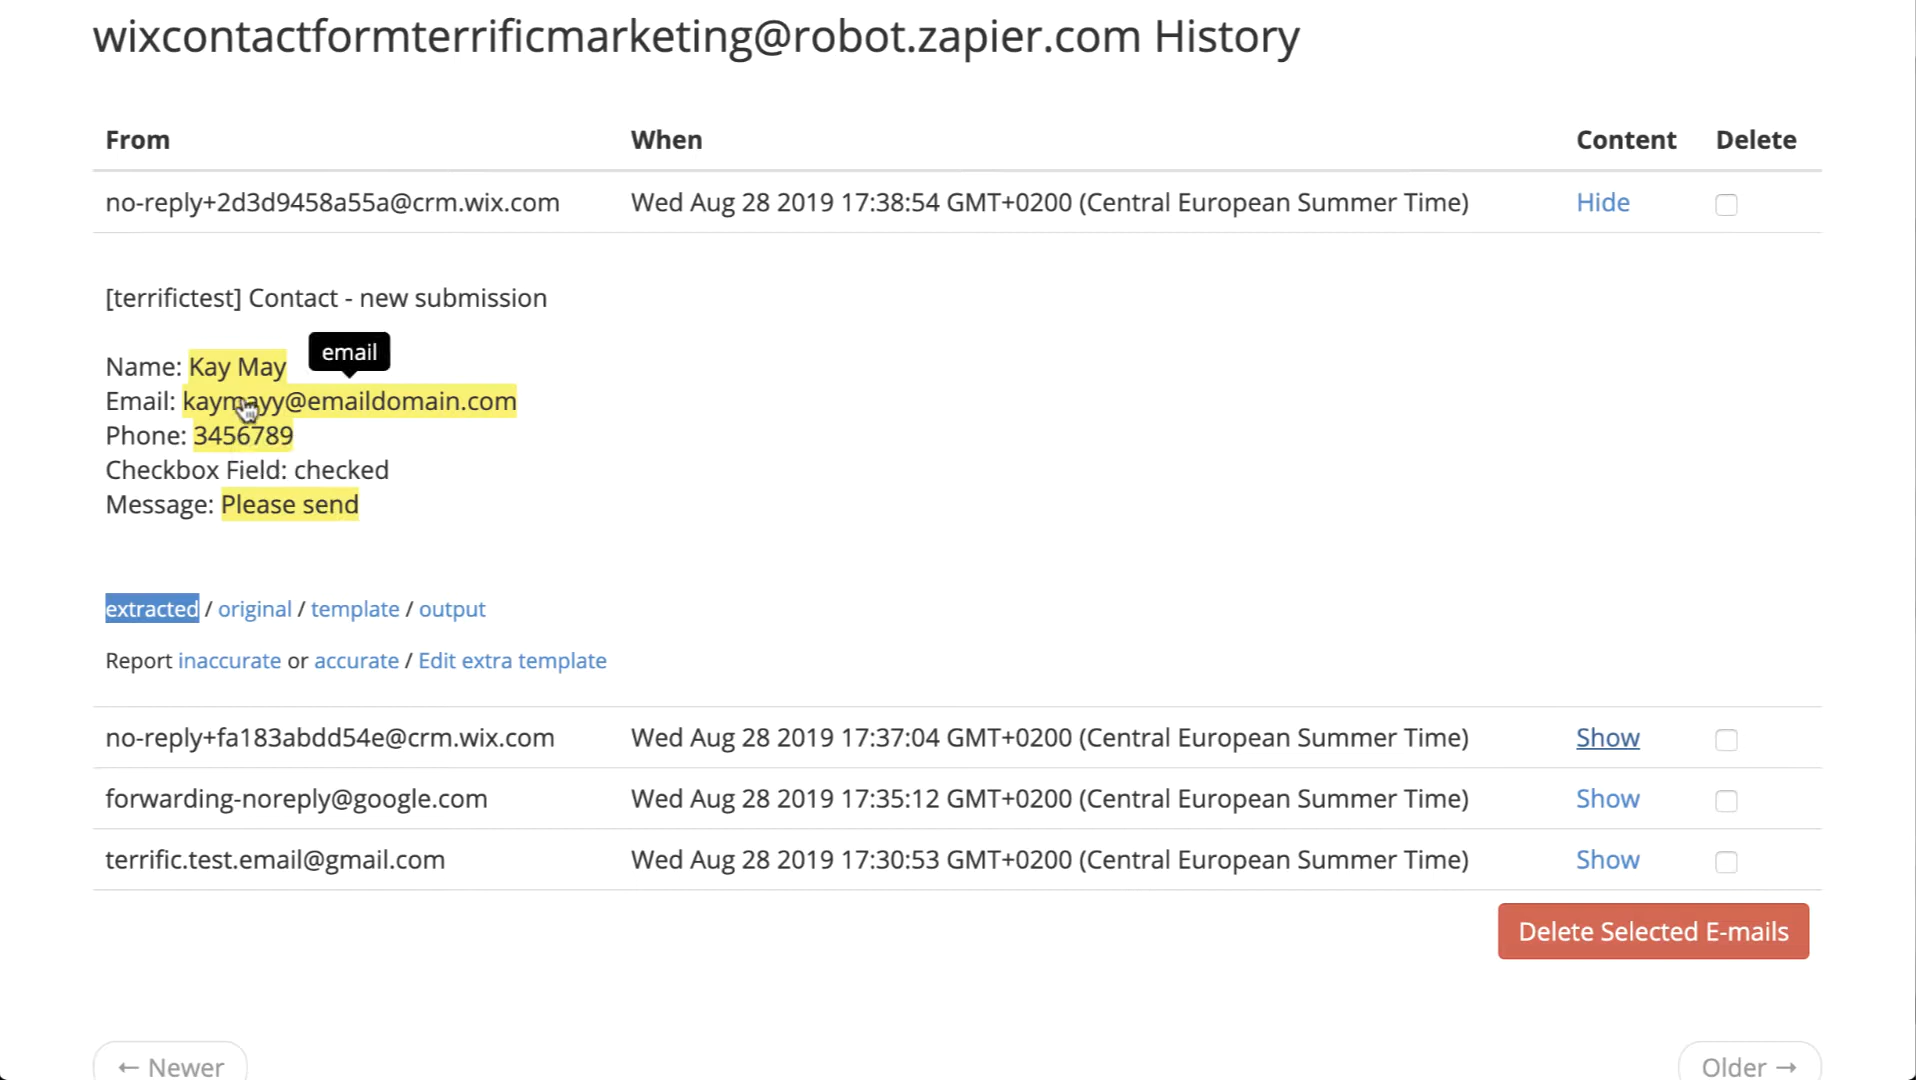 wixcontactformterrificmarketing@robot.zapier.com History
From When Content Delete
no-reply+2d3d9458a55a@crm.wix.com Wed Aug 28 2019 17:38:54 GMT+0200 (Central European Summer Time) Hide
[terrifictest] Contact - new submission
email
Name: Kay May
Email: kaymayy@emaildomain.com
Phone: 3456789
Checkbox Field: checked
Message: Please send
extracted / original / template / output
Report inaccurate or accurate / Edit extra template
no-reply+fa183abdd54e@crm.wix.com Wed Aug 28 2019 17:37:04 GMT+0200 (Central European Summer Time) Show
forwarding-noreply@google.com Wed Aug 28 2019 17:35:12 GMT+0200 (Central European Summer Time) Show
terrific.test.email@gmail.com Wed Aug 28 2019 17:30:53 GMT+0200 (Central European Summer Time) Show
Delete Selected E-mails
← Newer Older →